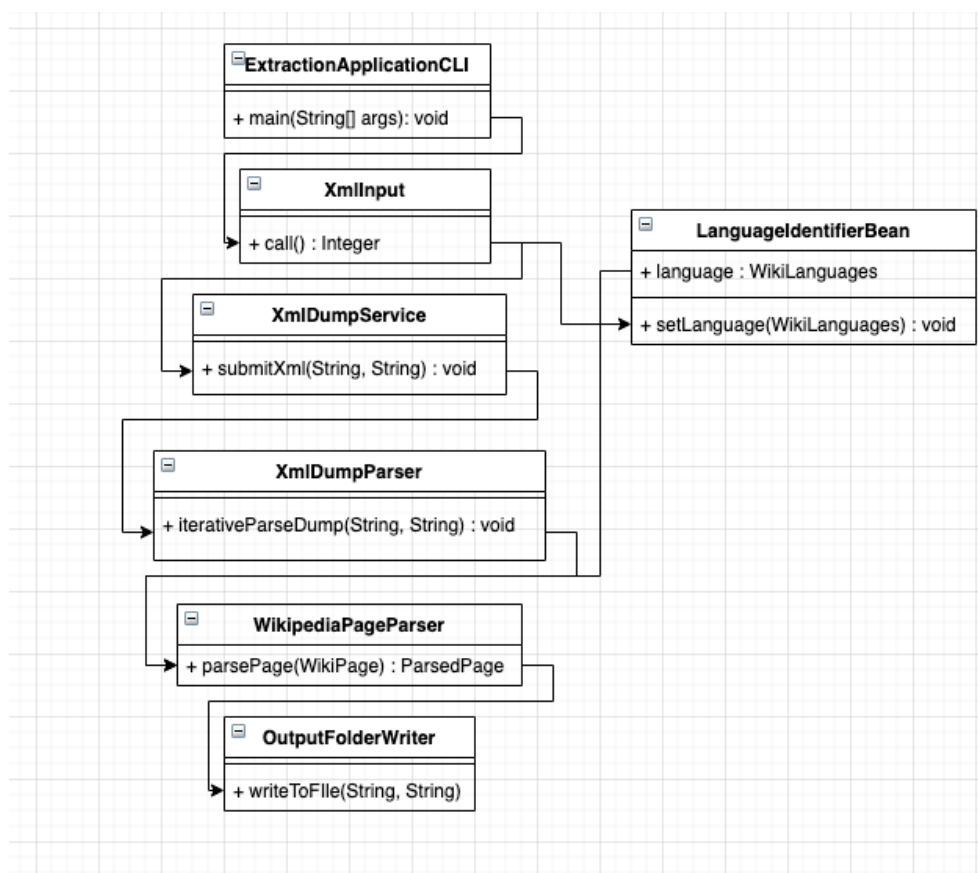 ExtractionApplicationCLI
+ main(String[] args): void
XmlInput
+ call() : Integer
LanguageIdentifierBean
+ language : WikiLanguages
+ setLanguage(WikiLanguages) : void
XmlDumpService
+ submitXml(String, String) : void
XmlDumpParser
+ iterativeParseDump(String, String) : void
WikipediaPageParser
+ parsePage(WikiPage) : ParsedPage
OutputFolderWriter
+ writeToFIle(String, String)